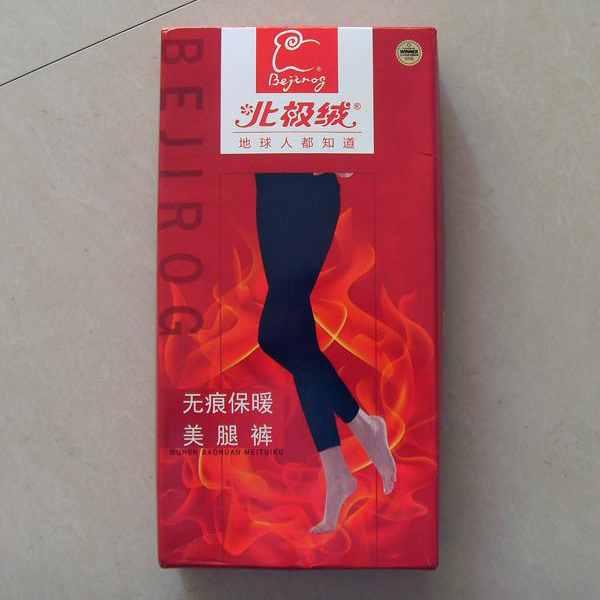 BEJIROG
Bejirog®
北极绒®
地球人都知道
WINNER
无痕保暖
美腿裤
WUHEN BAONUAN MEITUIKU